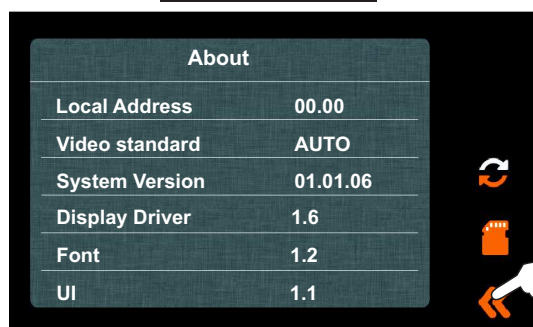 About
Local Address 00.00
Video standard AUTO
System Version 01.01.06
Display Driver 1.6
Font 1.2
UI 1.1